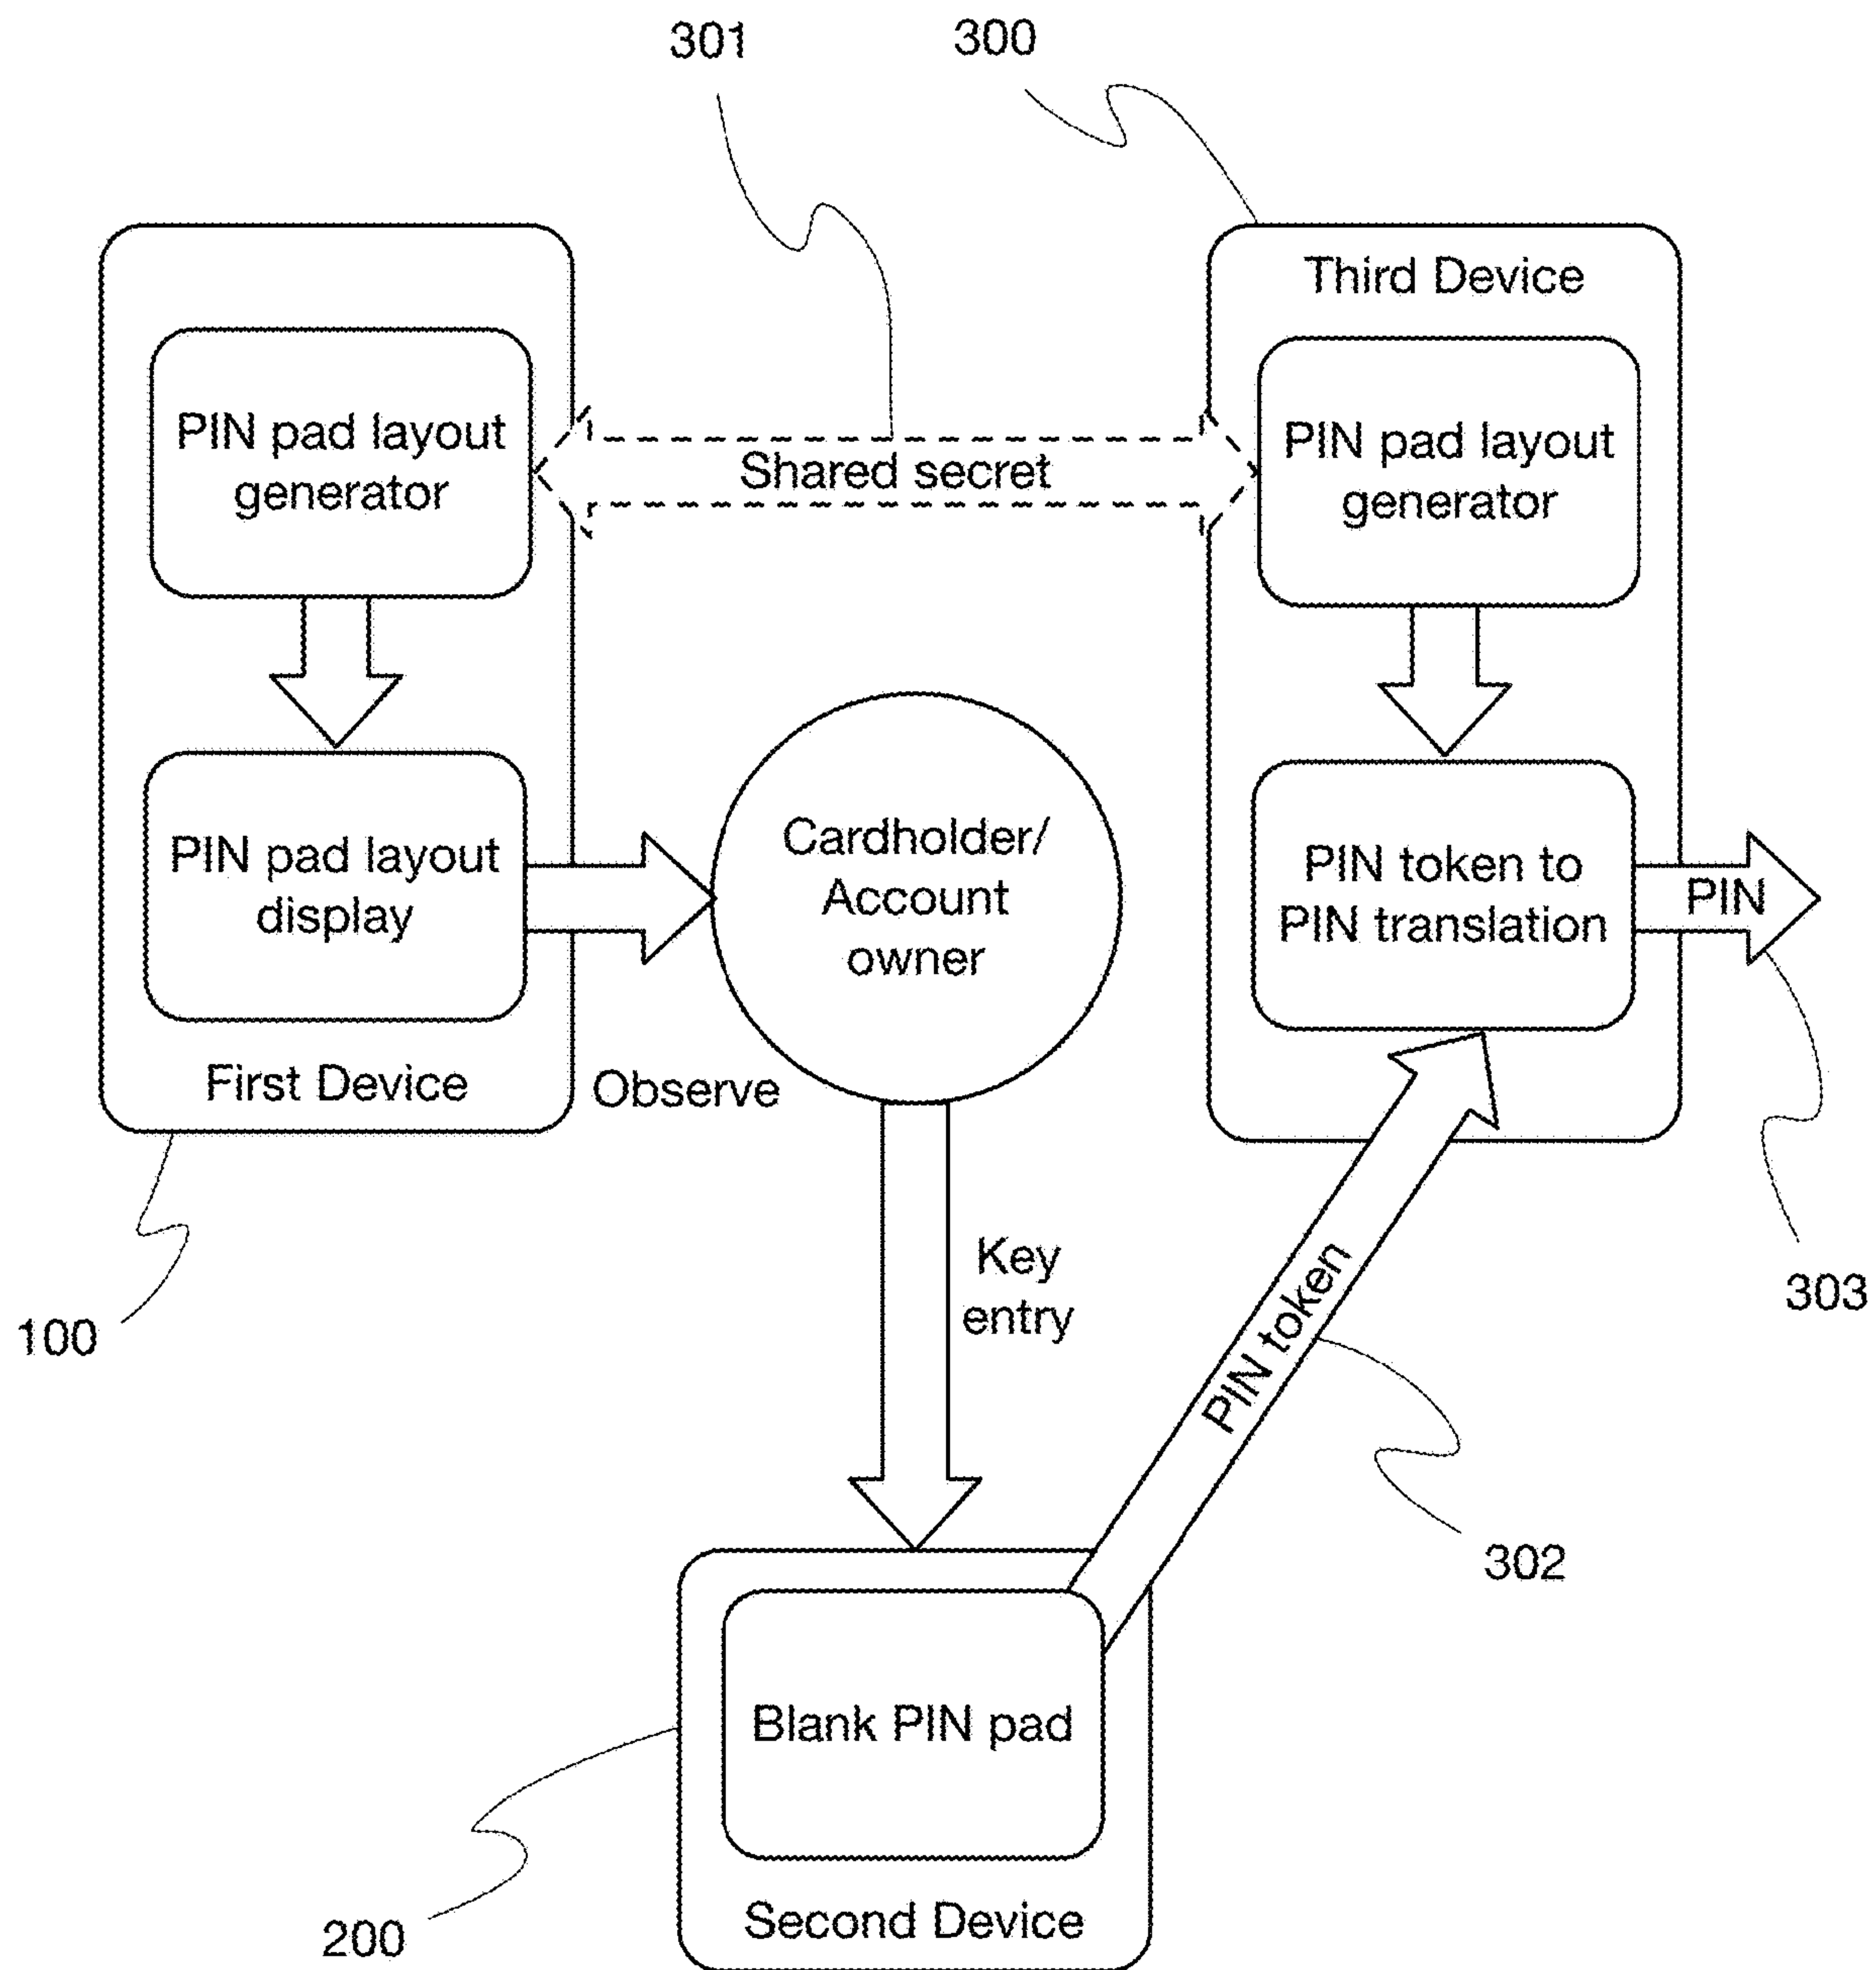 301
300
Third Device
PIN pad layout
generator
Shared secret
PIN pad layout
generator
PIN pad layout
display
Cardholder/
Account
owner
PIN token to
PIN translation
PIN
First Device
Observe
Key
entry
PIN token
303
100
302
Blank PIN pad
Second Device
200